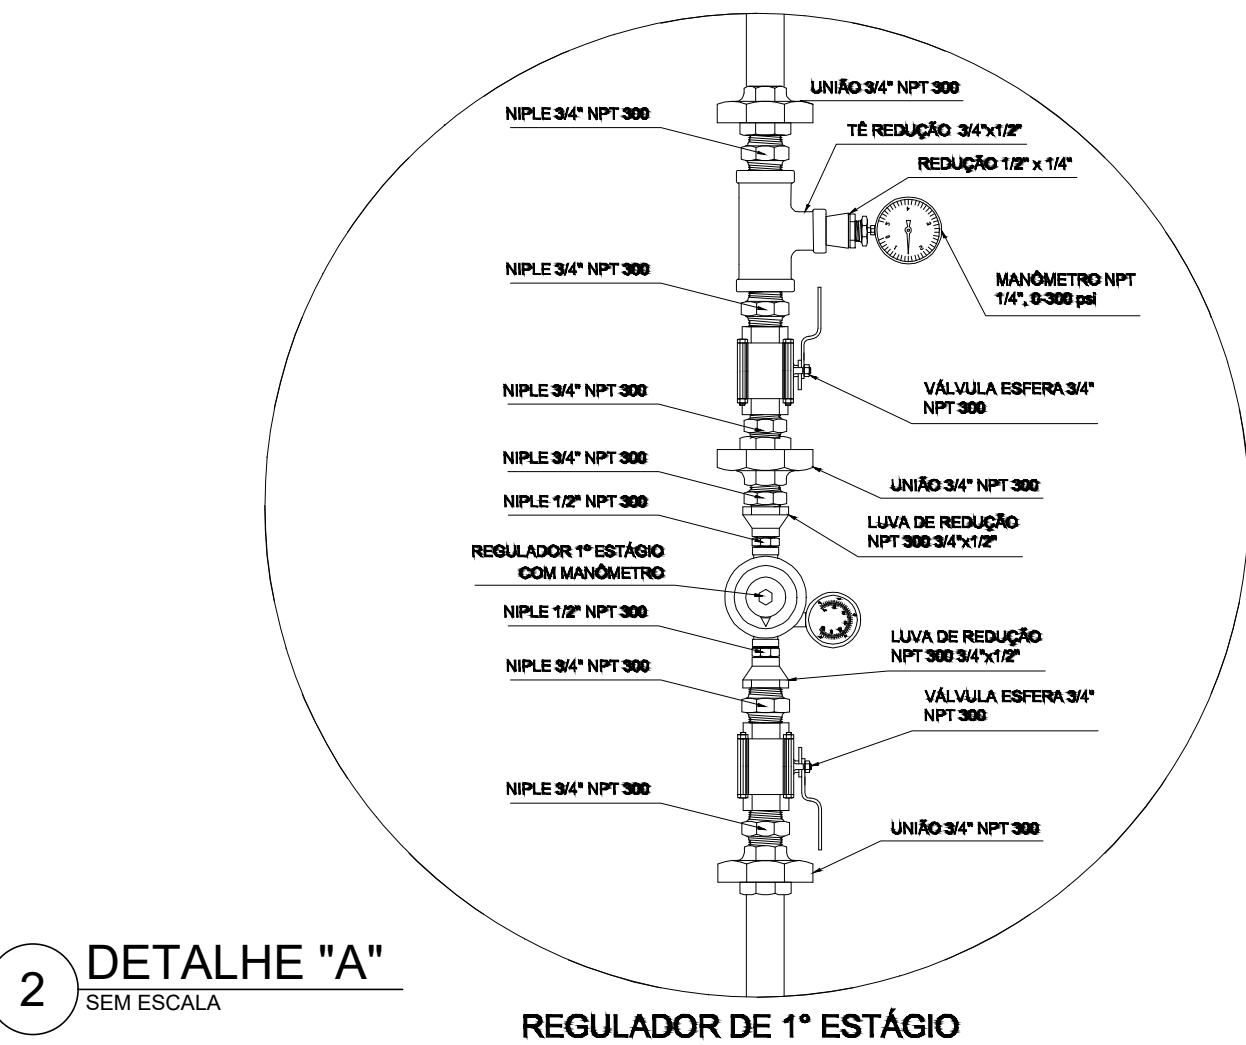 UNIÃO 3/4" NPT 300
NIPLE 3/4" NPT 300
TÊ REDUÇÃO 3/4"x1/2"
REDUÇÃO 1/2" x 1/4"
NIPLE 3/4" NPT 300
MANÔMETRO NPT
1/4", 0-300 psi
NIPLE 3/4" NPT 300
VÁLVULA ESFERA 3/4"
NPT 300
NIPLE 3/4" NPT 300
UNIÃO 3/4" NPT 300
NIPLE 1/2" NPT 300
LUVA DE REDUÇÃO
NPT 300 3/4"x1/2"
REGULADOR 1° ESTÁGIO
COM MANÔMETRO
NIPLE 1/2" NPT 300
LUVA DE REDUÇÃO
NPT 300 3/4"x1/2"
NIPLE 3/4" NPT 300
VÁLVULA ESFERA 3/4"
NPT 300
NIPLE 3/4" NPT 300
UNIÃO 3/4" NPT 300
2
DETALHE "A"
SEM ESCALA
REGULADOR DE 1° ESTÁGIO